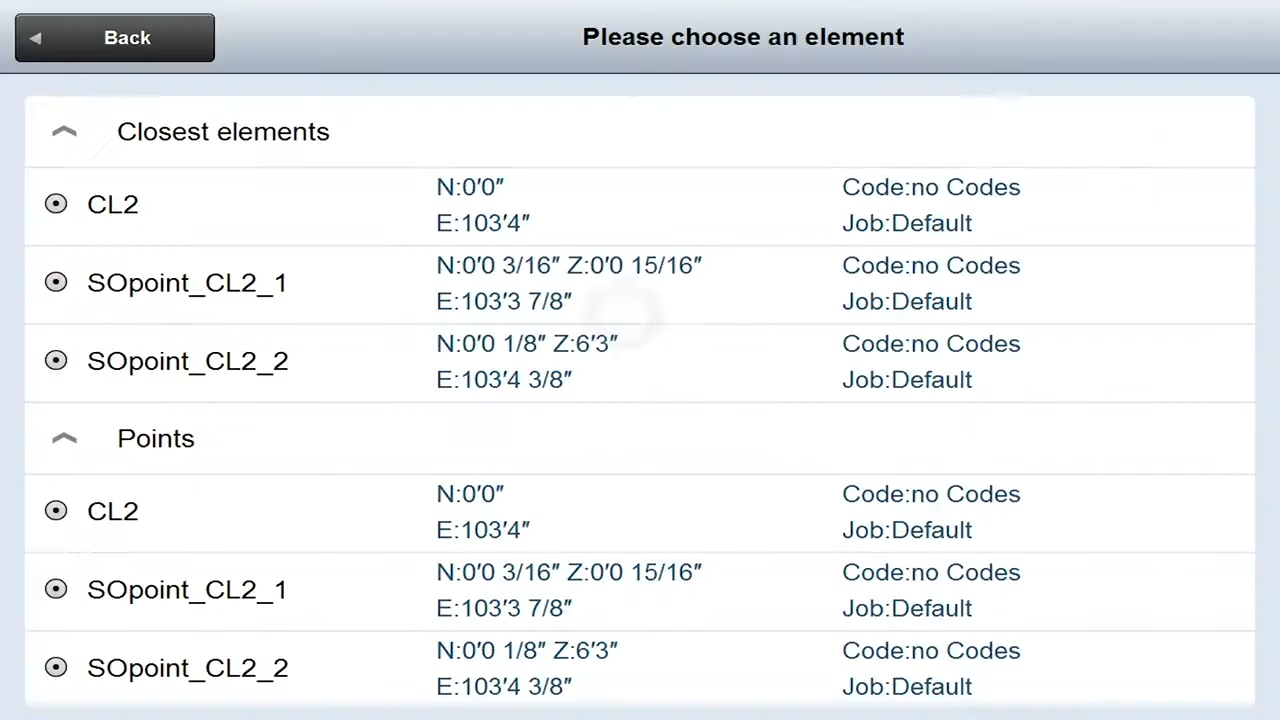 Back
Please choose an element
Closest elements
CL2
N:0′0″
E:103′4″
Code:no Codes
Job:Default
SOpoint_CL2_1
N:0′0 3/16″ Z:0′0 15/16″
E:103′3 7/8″
Code:no Codes
Job:Default
SOpoint_CL2_2
N:0′0 1/8″ Z:6′3″
E:103′4 3/8″
Code:no Codes
Job:Default
Points
CL2
N:0′0″
E:103′4″
Code:no Codes
Job:Default
SOpoint_CL2_1
N:0′0 3/16″ Z:0′0 15/16″
E:103′3 7/8″
Code:no Codes
Job:Default
SOpoint_CL2_2
N:0′0 1/8″ Z:6′3″
E:103′4 3/8″
Code:no Codes
Job:Default